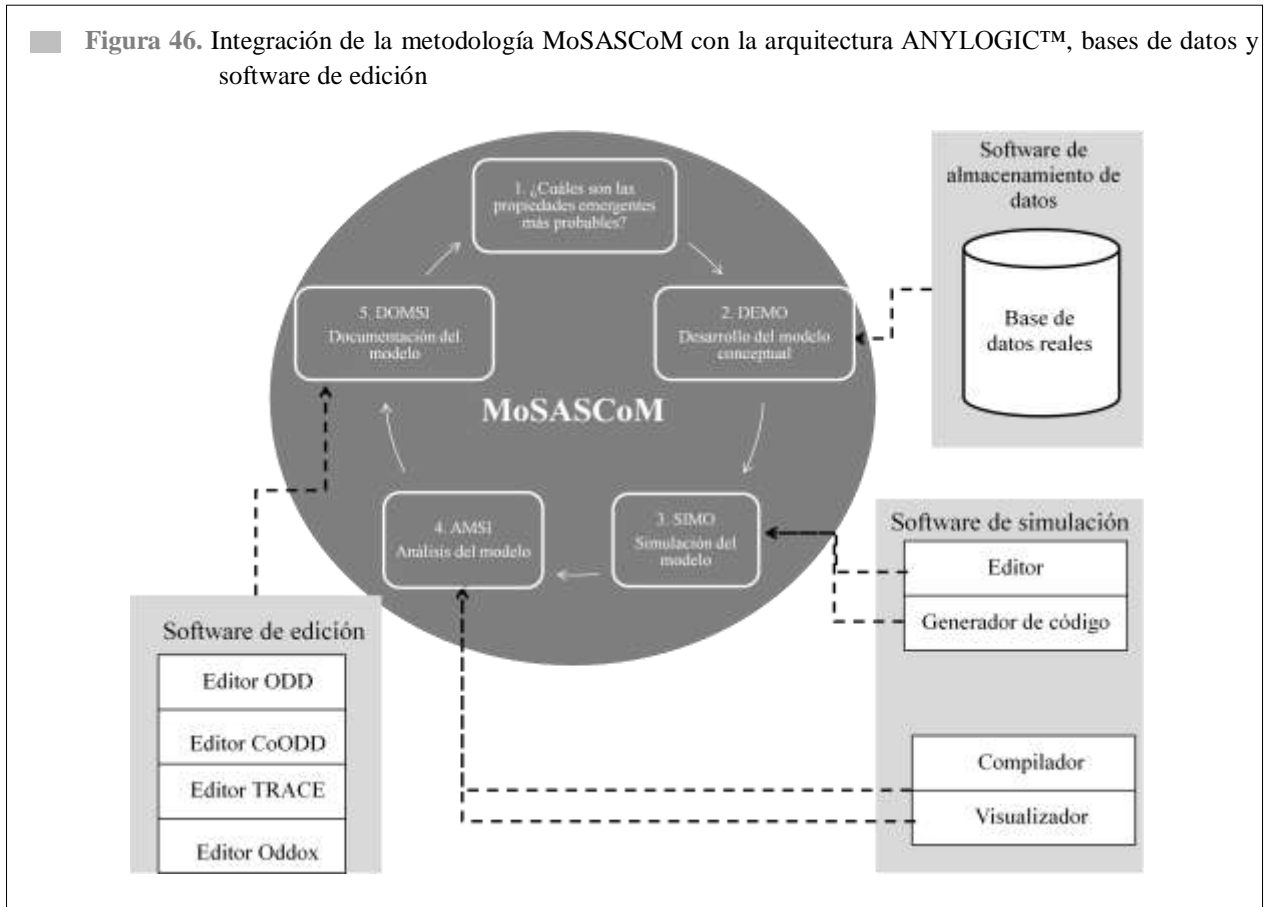 Figura 46. Integración de la metodología MoSASCoM con la arquitectura ANYLOGIC™, bases de datos y
software de edición
1. ¿Cuáles son las
propiedades emergentes
más probables?
2. DEMO
Desarrollo del modelo
conceptual
3. SIMO
Simulación del
modelo
4. AMSI
Análisis del modelo
5. DOMSI
Documentación del
modelo
MoSASCoM
Software de
almacenamiento de
datos
Base de
datos reales
Software de simulación
Editor
Generador de código
Compilador
Visualizador
Software de edición
Editor ODD
Editor CoODD
Editor TRACE
Editor Oddox